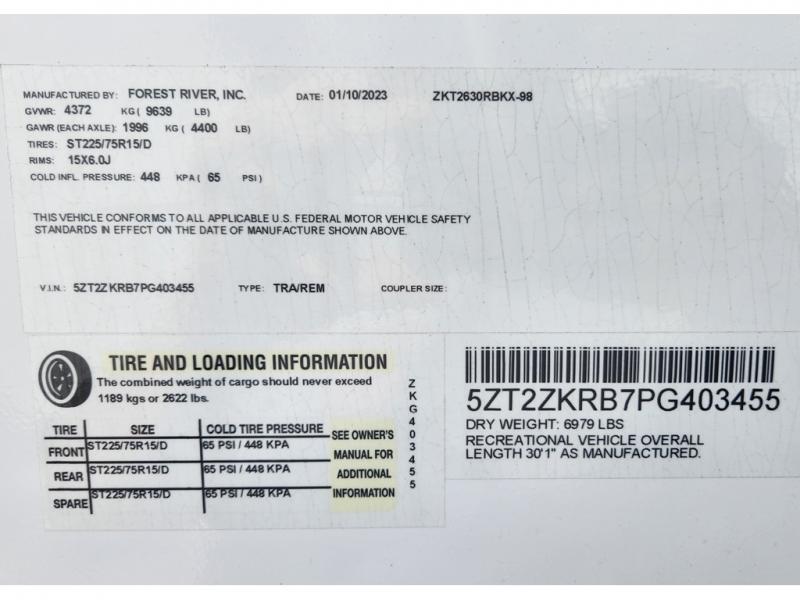 MANUFACTURED BY: FOREST RIVER, INC. DATE: 01/10/2023 ZKT2630RBKX-98
GVWR: 4372 KG ( 9639 LB)
GAWR (EACH AXLE): 1996 KG ( 4400 LB)
TIRES: ST225/75R15/D
RIMS: 15X6.0J
COLD INFL. PRESSURE: 448 KPA ( 65 PSI )
THIS VEHICLE CONFORMS TO ALL APPLICABLE U.S. FEDERAL MOTOR VEHICLE SAFETY
STANDARDS IN EFFECT ON THE DATE OF MANUFACTURE SHOWN ABOVE.
V.I.N.: 5ZT2ZKRB7PG403455 TYPE: TRA/REM COUPLER SIZE:
TIRE AND LOADING INFORMATION
The combined weight of cargo should never exceed
1189 kgs or 2622 lbs.
TIRE SIZE COLD TIRE PRESSURE
FRONT ST225/75R15/D 65 PSI / 448 KPA
REAR ST225/75R15/D 65 PSI / 448 KPA
SPARE ST225/75R15/D 65 PSI / 448 KPA
SEE OWNER'S
MANUAL FOR
ADDITIONAL
INFORMATION
ZKG403455
5ZT2ZKRB7PG403455
DRY WEIGHT: 6979 LBS
RECREATIONAL VEHICLE OVERALL
LENGTH 30'1" AS MANUFACTURED.